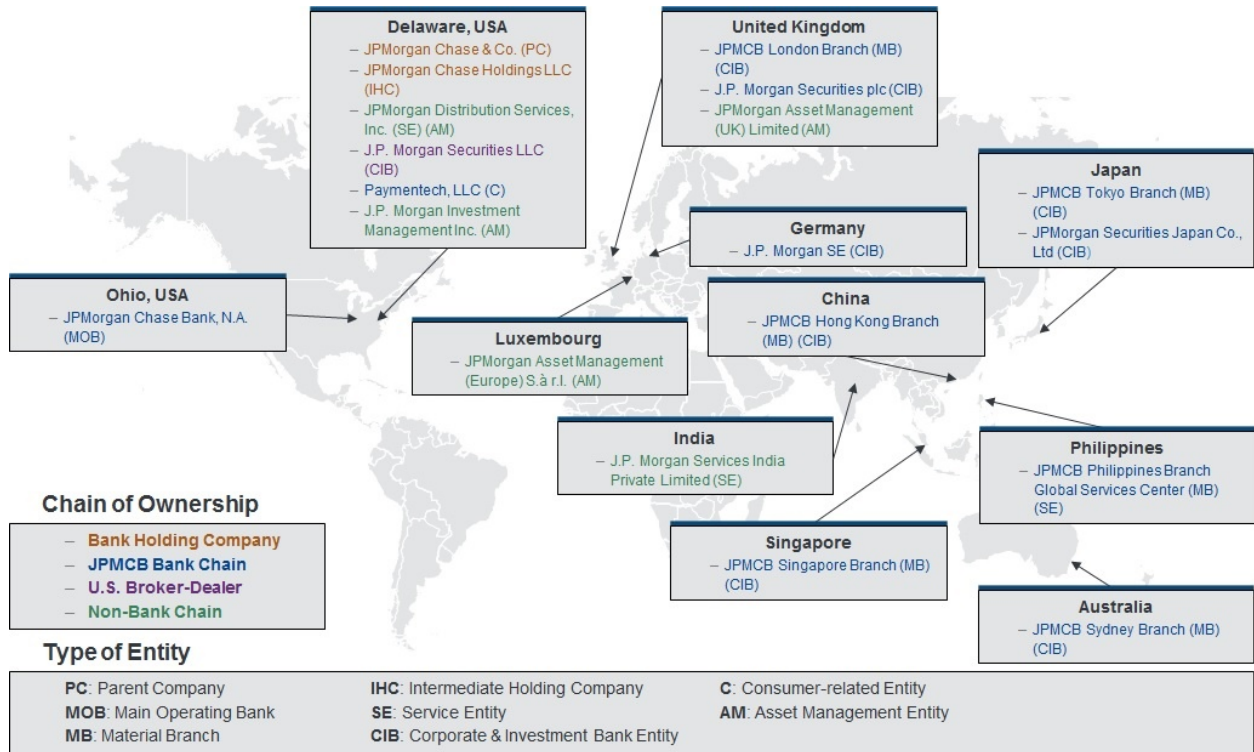 Delaware, USA
– JPMorgan Chase & Co. (PC)
– JPMorgan Chase Holdings LLC
(IHC)
– JPMorgan Distribution Services,
Inc. (SE) (AM)
– J.P. Morgan Securities LLC
(CIB)
– Paymentech, LLC (C)
– J.P. Morgan Investment
Management Inc. (AM)
United Kingdom
– JPMCB London Branch (MB)
(CIB)
– J.P. Morgan Securities plc (CIB)
– JPMorgan Asset Management
(UK) Limited (AM)
Japan
– JPMCB Tokyo Branch (MB)
(CIB)
– JPMorgan Securities Japan Co.,
Ltd (CIB)
Germany
– J.P. Morgan SE (CIB)
Ohio, USA
– JPMorgan Chase Bank, N.A.
(MOB)
China
– JPMCB Hong Kong Branch
(MB) (CIB)
Luxembourg
– JPMorgan Asset Management
(Europe) S.à r.l. (AM)
India
– J.P. Morgan Services India
Private Limited (SE)
Philippines
– JPMCB Philippines Branch
Global Services Center (MB)
(SE)
Singapore
– JPMCB Singapore Branch (MB)
(CIB)
Australia
– JPMCB Sydney Branch (MB)
(CIB)
Chain of Ownership
– Bank Holding Company
– JPMCB Bank Chain
– U.S. Broker-Dealer
– Non-Bank Chain
Type of Entity
PC: Parent Company
MOB: Main Operating Bank
MB: Material Branch
IHC: Intermediate Holding Company
SE: Service Entity
CIB: Corporate & Investment Bank Entity
C: Consumer-related Entity
AM: Asset Management Entity